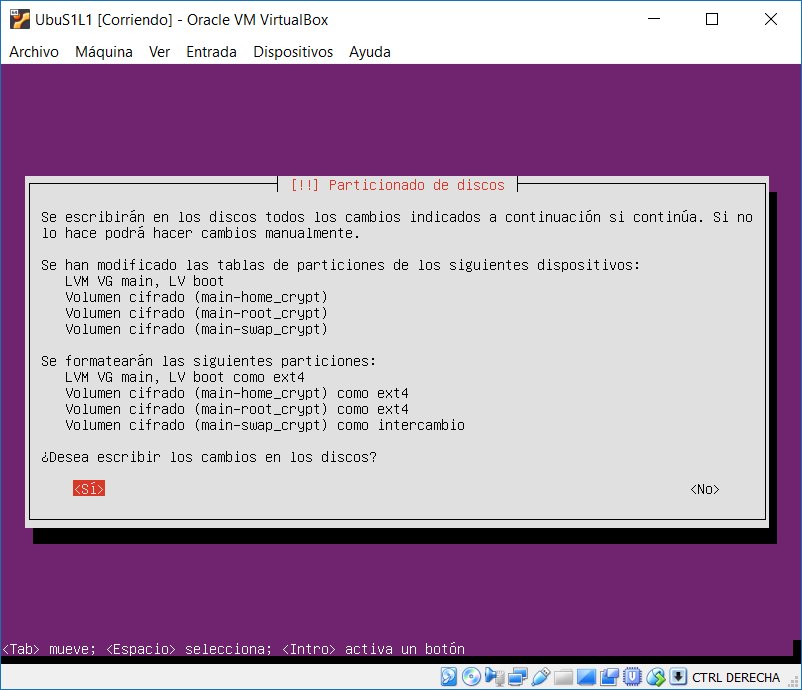 UbuS1L1 [Corriendo] - Oracle VM VirtualBox
Archivo Máquina Ver Entrada Dispositivos Ayuda
[!!] Particionado de discos
Se escribirán en los discos todos los cambios indicados a continuación si continúa. Si no
lo hace podrá hacer cambios manualmente.
Se han modificado las tablas de particiones de los siguientes dispositivos:
LVM VG main, LV boot
Volumen cifrado (main-home_crypt)
Volumen cifrado (main-root_crypt)
Volumen cifrado (main-swap_crypt)
Se formatearán las siguientes particiones:
LVM VG main, LV boot como ext4
Volumen cifrado (main-home_crypt) como ext4
Volumen cifrado (main-root_crypt) como ext4
Volumen cifrado (main-swap_crypt) como intercambio
¿Desea escribir los cambios en los discos?
<Sí> <No>
<Tab> mueve; <Espacio> selecciona; <Intro> activa un botón
CTRL DERECHA